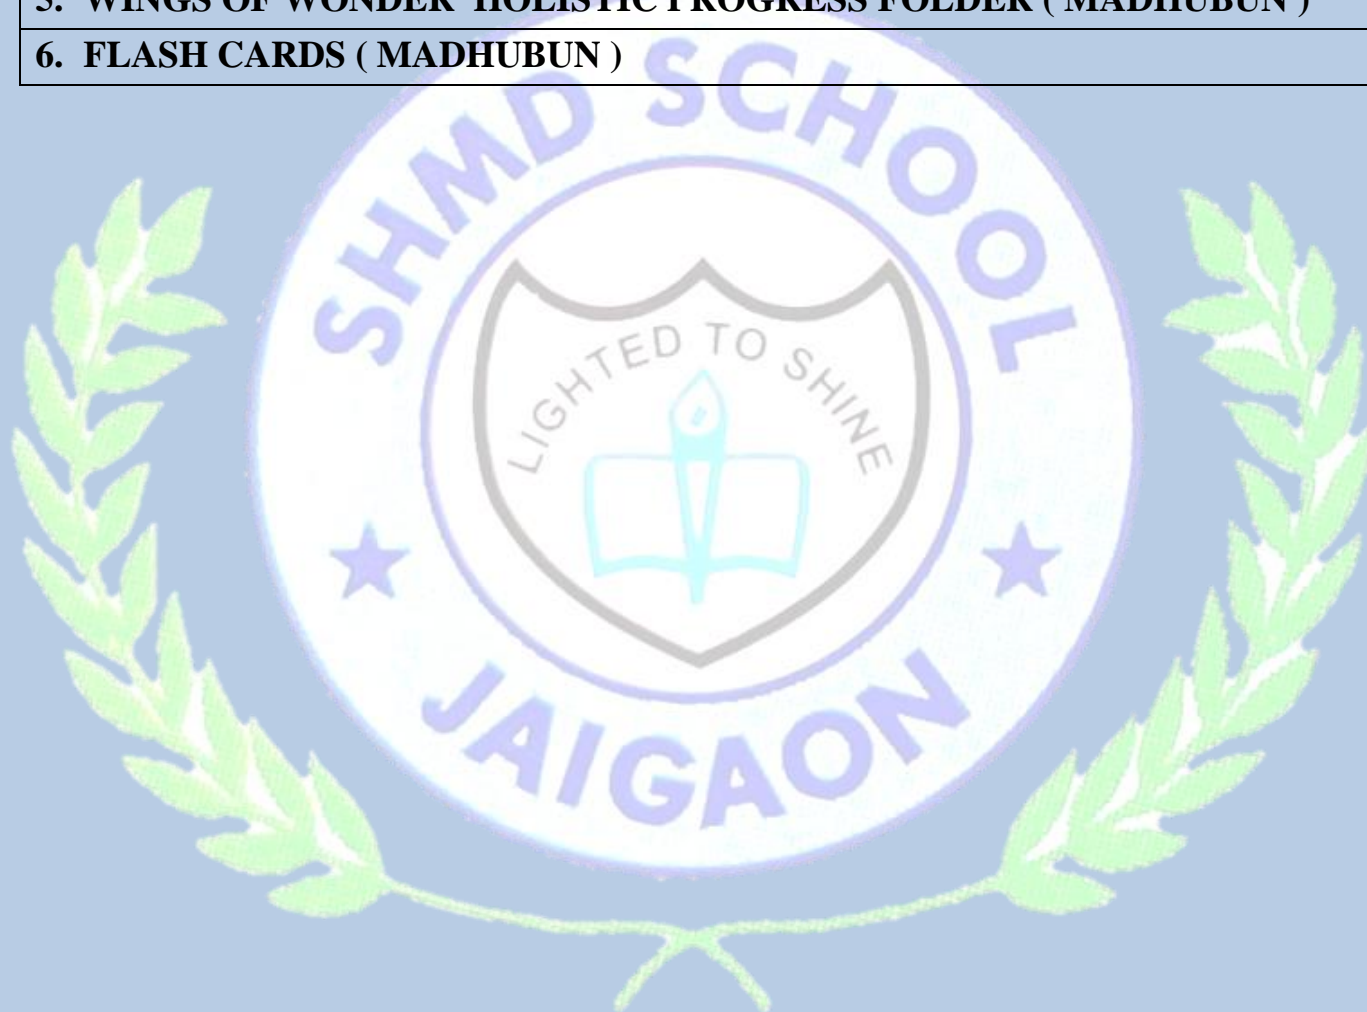 5. WINGS OF WONDER HOLISTIC PROGRESS FOLDER ( MADHUBUN )
6. FLASH CARDS ( MADHUBUN )
SHMD SCHOOL
LIGHTED TO SHINE
JAIGAON